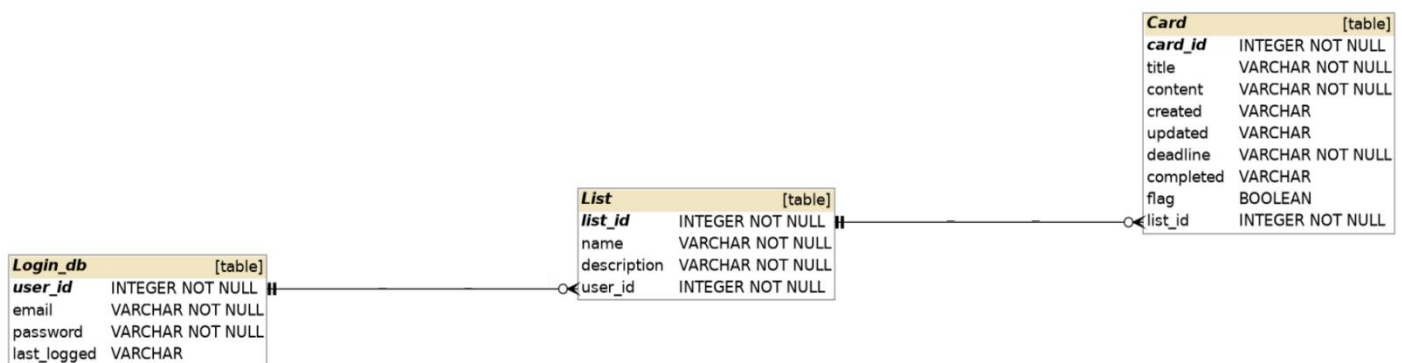 Card [table]
card_id INTEGER NOT NULL
title VARCHAR NOT NULL
content VARCHAR NOT NULL
created VARCHAR
updated VARCHAR
deadline VARCHAR NOT NULL
completed VARCHAR
flag BOOLEAN
list_id INTEGER NOT NULL
List [table]
list_id INTEGER NOT NULL
name VARCHAR NOT NULL
description VARCHAR NOT NULL
user_id INTEGER NOT NULL
Login_db [table]
user_id INTEGER NOT NULL
email VARCHAR NOT NULL
password VARCHAR NOT NULL
last_logged VARCHAR